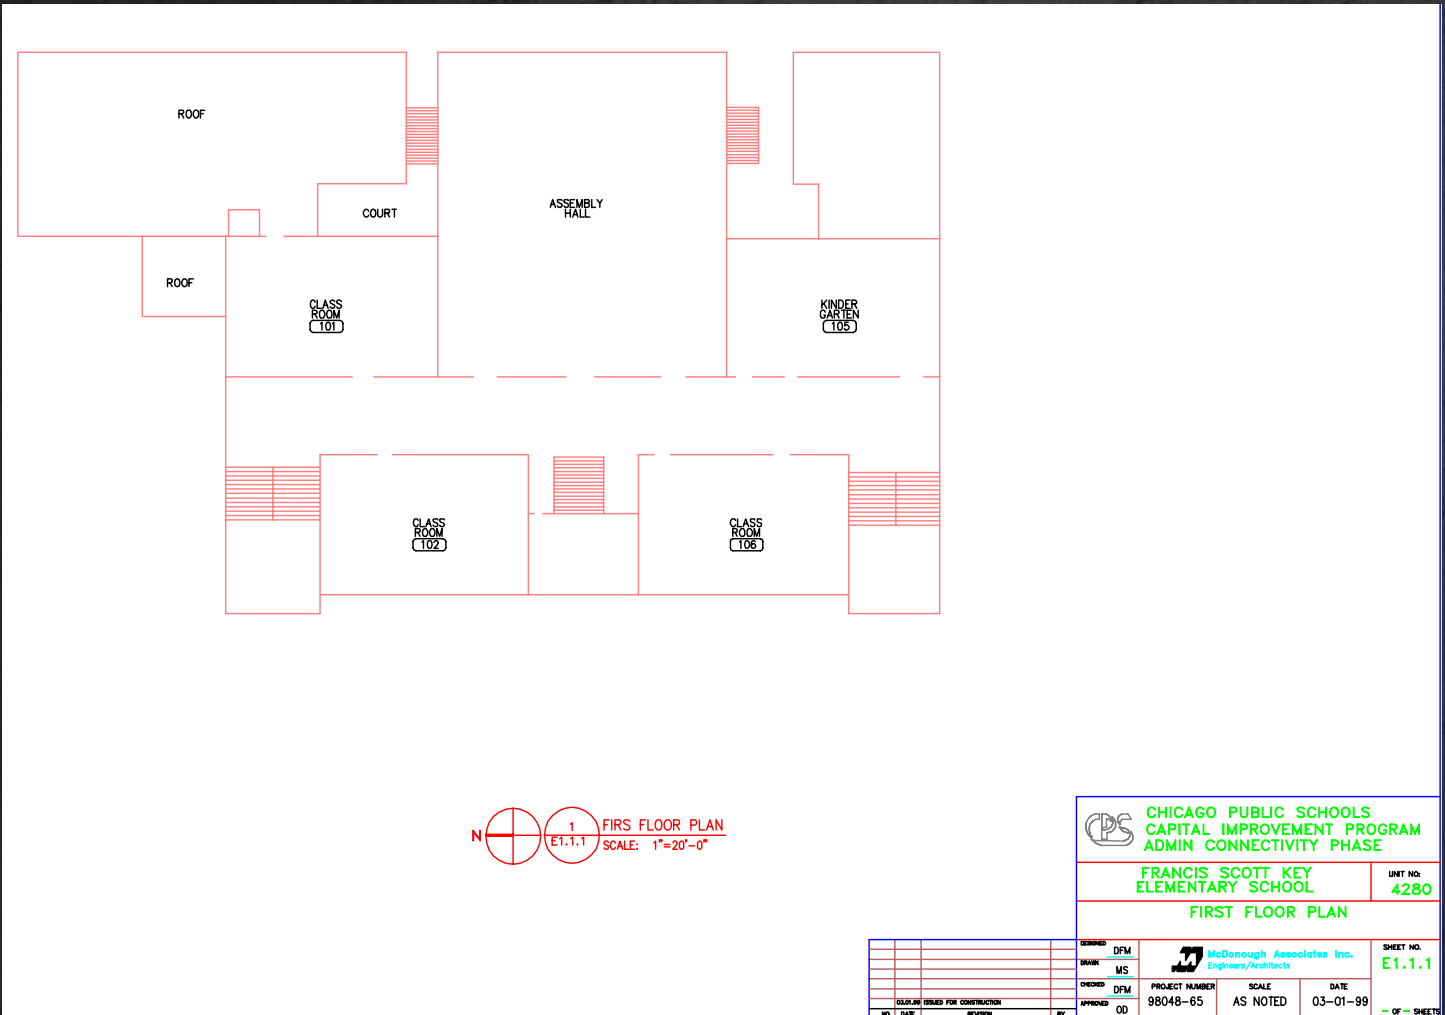 ROOF
COURT
ASSEMBLY
HALL
ROOF
CLASS
ROOM
101
KINDER
GARTEN
105
CLASS
ROOM
102
CLASS
ROOM
106
N
1
E1.1.1
FIRS FLOOR PLAN
SCALE: 1"=20'-0"
CPS
CHICAGO PUBLIC SCHOOLS
CAPITAL IMPROVEMENT PROGRAM
ADMIN CONNECTIVITY PHASE
FRANCIS SCOTT KEY
ELEMENTARY SCHOOL
UNIT NO:
4280
FIRST FLOOR PLAN
DESIGNED
DFM
DRAWN
MS
CHECKED
DFM
APPROVED
OD
McDonough Associates Inc.
Engineers/Architects
SHEET NO.
E1.1.1
PROJECT NUMBER
98048-65
SCALE
AS NOTED
DATE
03-01-99
- OF - SHEETS
03.01.99 ISSUED FOR CONSTRUCTION
NO. DATE REVISION BY